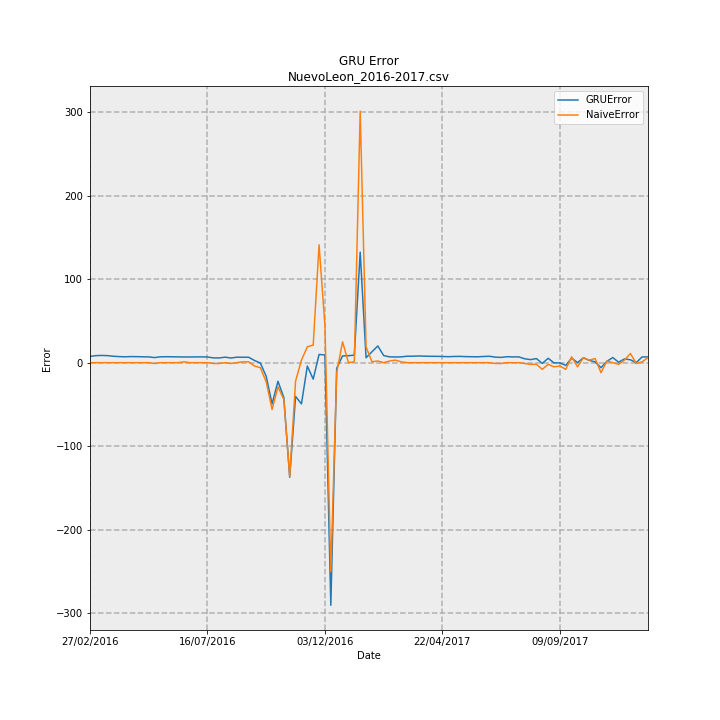 GRU Error
NuevoLeon_2016-2017.csv
GRUError
NaiveError
300
200
100
0
−100
−200
−300
Error
27/02/2016
16/07/2016
03/12/2016
22/04/2017
09/09/2017
Date